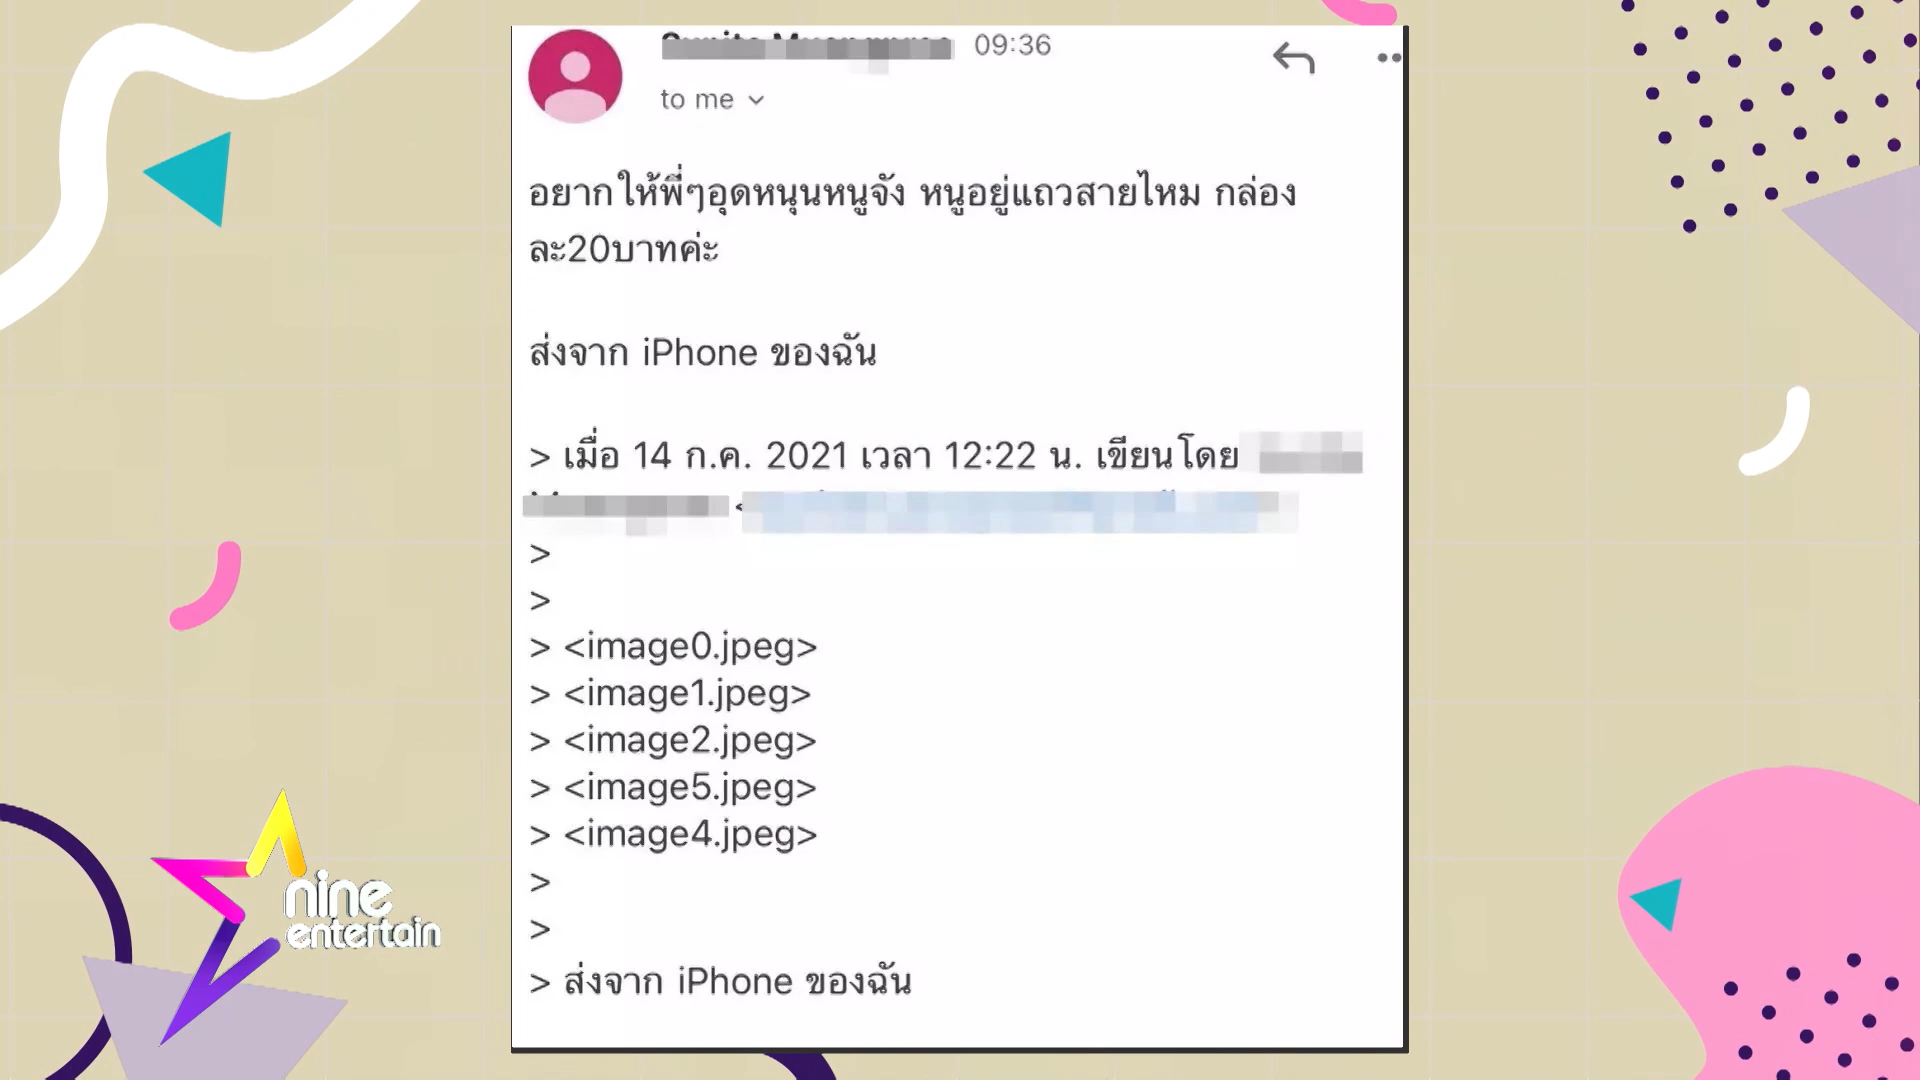 09:36
to me
อยากให้พี่ๆอุดหนุนหนูจัง หนูอยู่แถวสายไหม กล่อง
ละ20บาทค่ะ
ส่งจาก iPhone ของฉัน
> เมื่อ 14 ก.ค. 2021 เวลา 12:22 น. เขียนโดย
<
>
>
> <image0.jpeg>
> <image1.jpeg>
> <image2.jpeg>
> <image5.jpeg>
> <image4.jpeg>
>
>
> ส่งจาก iPhone ของฉัน
nine
entertain